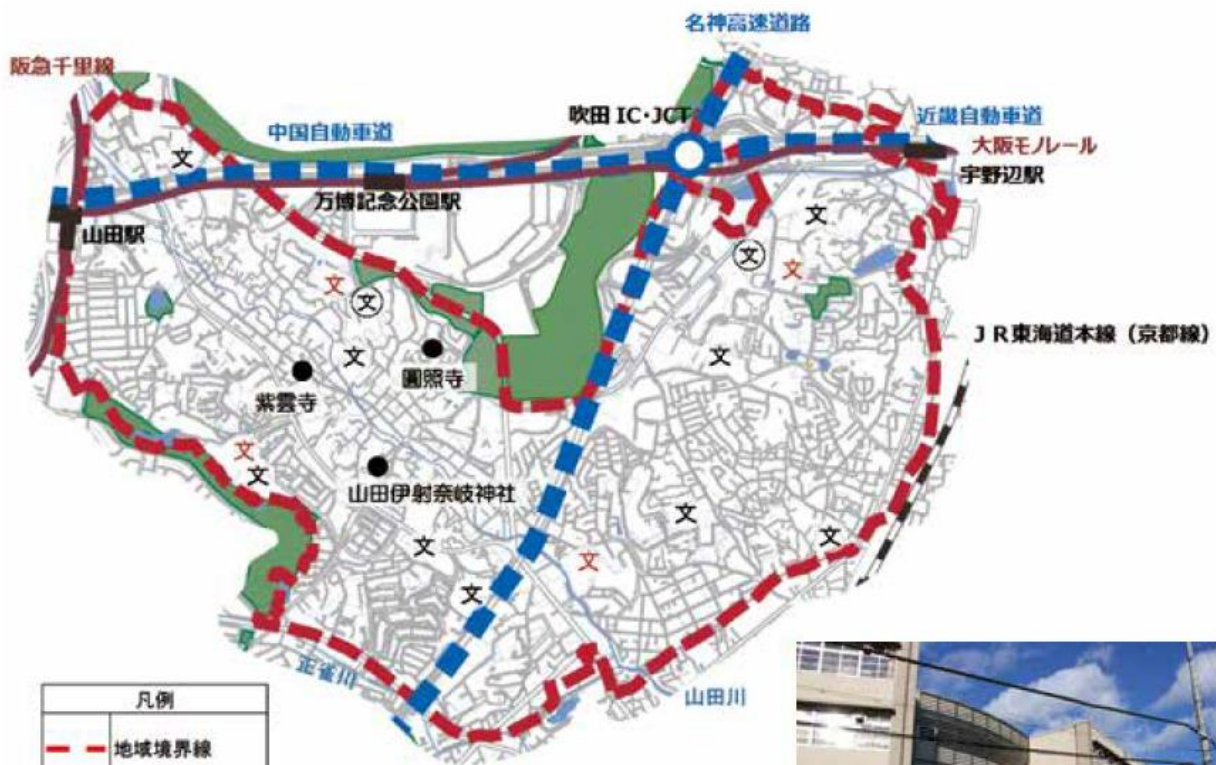 名神高速道路
阪急千里線
吹田 IC・JCT
近畿自動車道
中国自動車道
大阪モノレール
宇野辺駅
文
万博記念公園駅
文
山田駅
文
文
文
文
JR東海道本線（京都線）
圓照寺
文
文
紫雲寺
文
文
山田伊射奈岐神社
文
文
文
文
文
正雀川
山田川
凡例
地域境界線